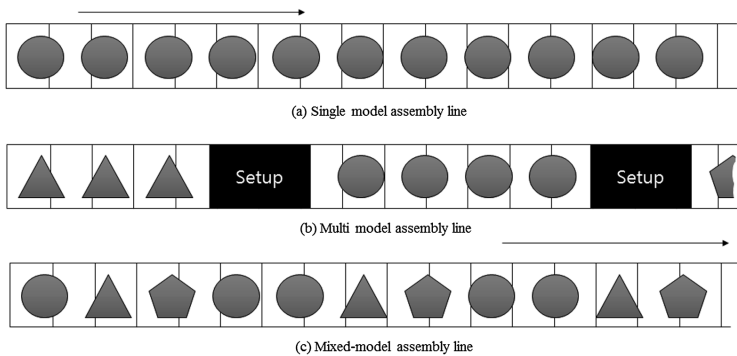 (a) Single model assembly line
Setup
Setup
(b) Multi model assembly line
(c) Mixed-model assembly line